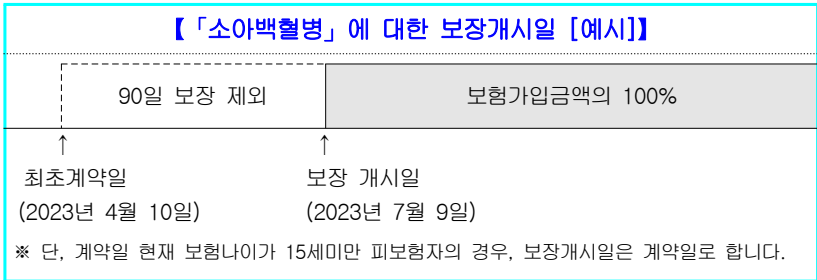 【「소아백혈병」에 대한 보장개시일 [예시]】
90일 보장 제외 보험가입금액의 100%
↑ ↑
최초계약일 보장 개시일
(2023년 4월 10일) (2023년 7월 9일)
※ 단, 계약일 현재 보험나이가 15세미만 피보험자의 경우, 보장개시일은 계약일로 합니다.